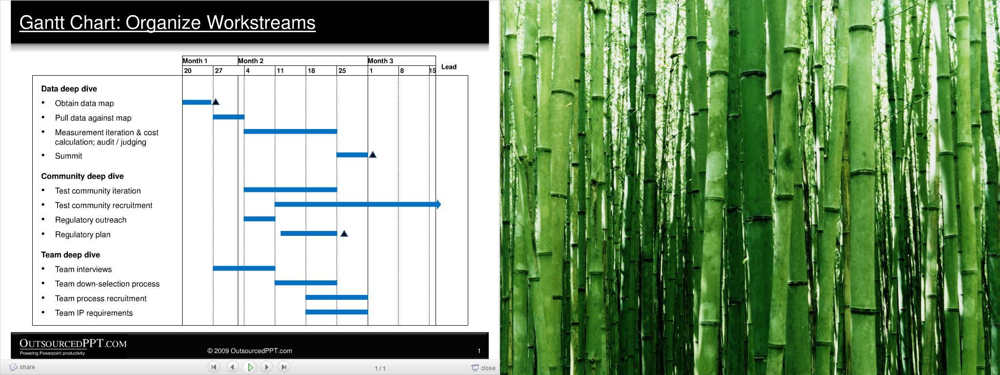 Gantt Chart: Organize Workstreams
Month 1 Month 2 Month 3
Lead
20 27 4 11 18 25 1 8 15
Data deep dive
• Obtain data map
• Pull data against map
• Measurement iteration & cost
calculation; audit / judging
• Summit
Community deep dive
• Test community iteration
• Test community recruitment
• Regulatory outreach
• Regulatory plan
Team deep dive
• Team interviews
• Team down-selection process
• Team process recruitment
• Team IP requirements
OUTSOURCEDPPT.COM
Powering Powerpoint productivity
© 2009 OutsourcedPPT.com
1
share
1 / 1
close